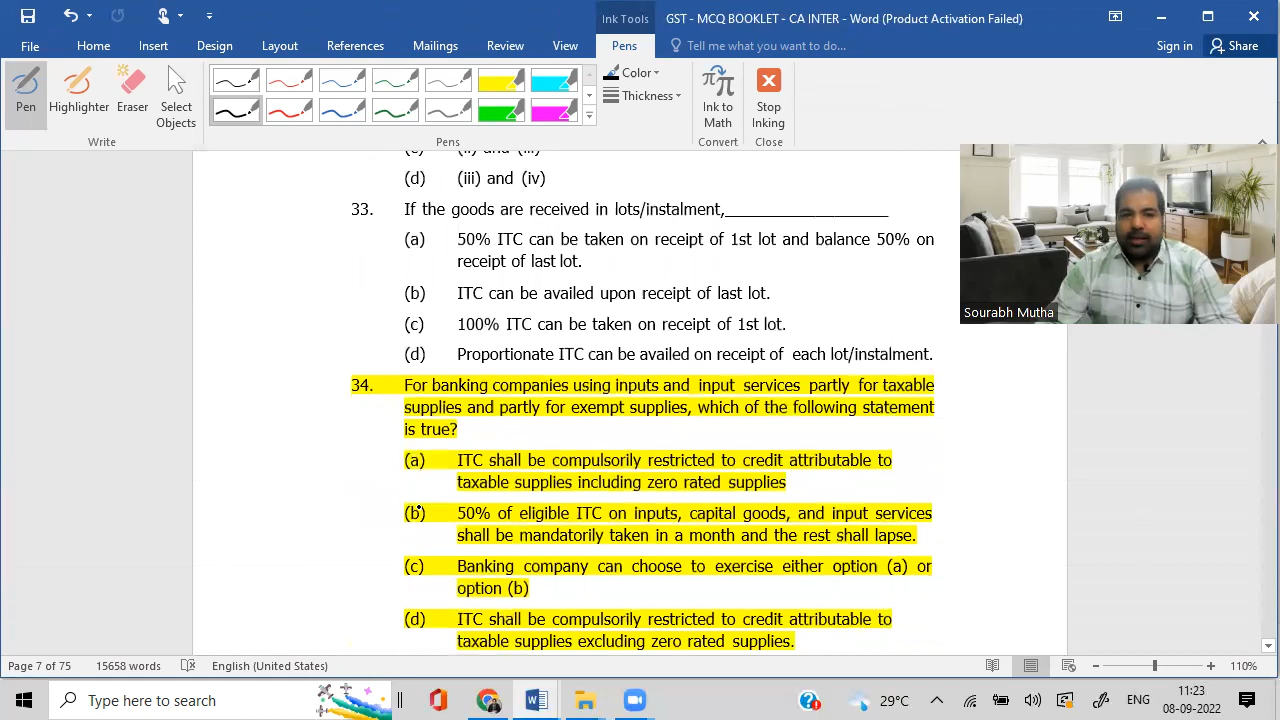 Ink Tools
GST - MCQ BOOKLET - CA INTER - Word (Product Activation Failed)
File Home Insert Design Layout References Mailings Review View Pens Tell me what you want to do... Sign in Share
Pen
Highlighter
Eraser
Select Objects
Color
Thickness
Ink to Math
Stop Inking
Write
Pens
Convert
Close
(d) (iii) and (iv)
33. If the goods are received in lots/instalment,__________________
(a) 50% ITC can be taken on receipt of 1st lot and balance 50% on
receipt of last lot.
(b) ITC can be availed upon receipt of last lot.
(c) 100% ITC can be taken on receipt of 1st lot.
(d) Proportionate ITC can be availed on receipt of each lot/instalment.
34. For banking companies using inputs and input services partly for taxable
supplies and partly for exempt supplies, which of the following statement
is true?
(a) ITC shall be compulsorily restricted to credit attributable to
taxable supplies including zero rated supplies
(b) 50% of eligible ITC on inputs, capital goods, and input services
shall be mandatorily taken in a month and the rest shall lapse.
(c) Banking company can choose to exercise either option (a) or
option (b)
(d) ITC shall be compulsorily restricted to credit attributable to
taxable supplies excluding zero rated supplies.
Sourabh Mutha
Page 7 of 75 15658 words English (United States) 110%
Type here to search 29°C ENG 11:23
08-09-2022